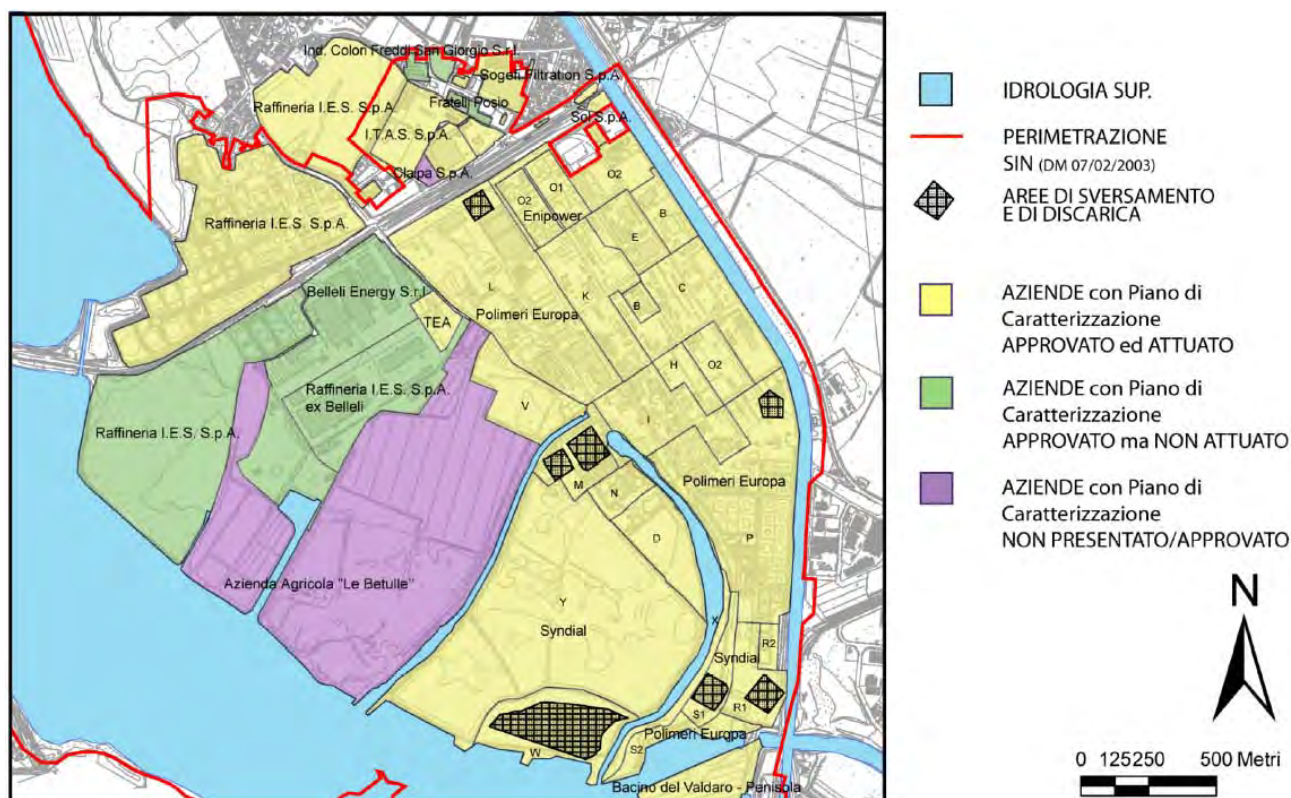 Ind. Colori Freddi San Giorgio S.r.l.
Sogefi Filtration S.p.A.
Raffineria I.E.S. S.p.A.
Fratelli Posio
Sol S.p.A.
I.T.A.S. S.p.A.
Claipa S.p.A.
O2
O1
O2
B
Enipower
Raffineria I.E.S. S.p.A.
E
L
K
C
Belleli Energy S.r.l.
B
Polimeri Europa
TEA
H
O2
Raffineria I.E.S. S.p.A.
ex Belleli
V
I
Raffineria I.E.S. S.p.A.
M
N
Polimeri Europa
D
P
Azienda Agricola "Le Betulle"
Y
Syndial
X
R2
Syndial
S1
R1
Polimeri Europa
W
S2
Bacino del Valdaro - Penisola
IDROLOGIA SUP.
PERIMETRAZIONE
SIN (DM 07/02/2003)
AREE DI SVERSAMENTO
E DI DISCARICA
AZIENDE con Piano di
Caratterizzazione
APPROVATO ed ATTUATO
AZIENDE con Piano di
Caratterizzazione
APPROVATO ma NON ATTUATO
AZIENDE con Piano di
Caratterizzazione
NON PRESENTATO/APPROVATO
N
0 125250 500 Metri